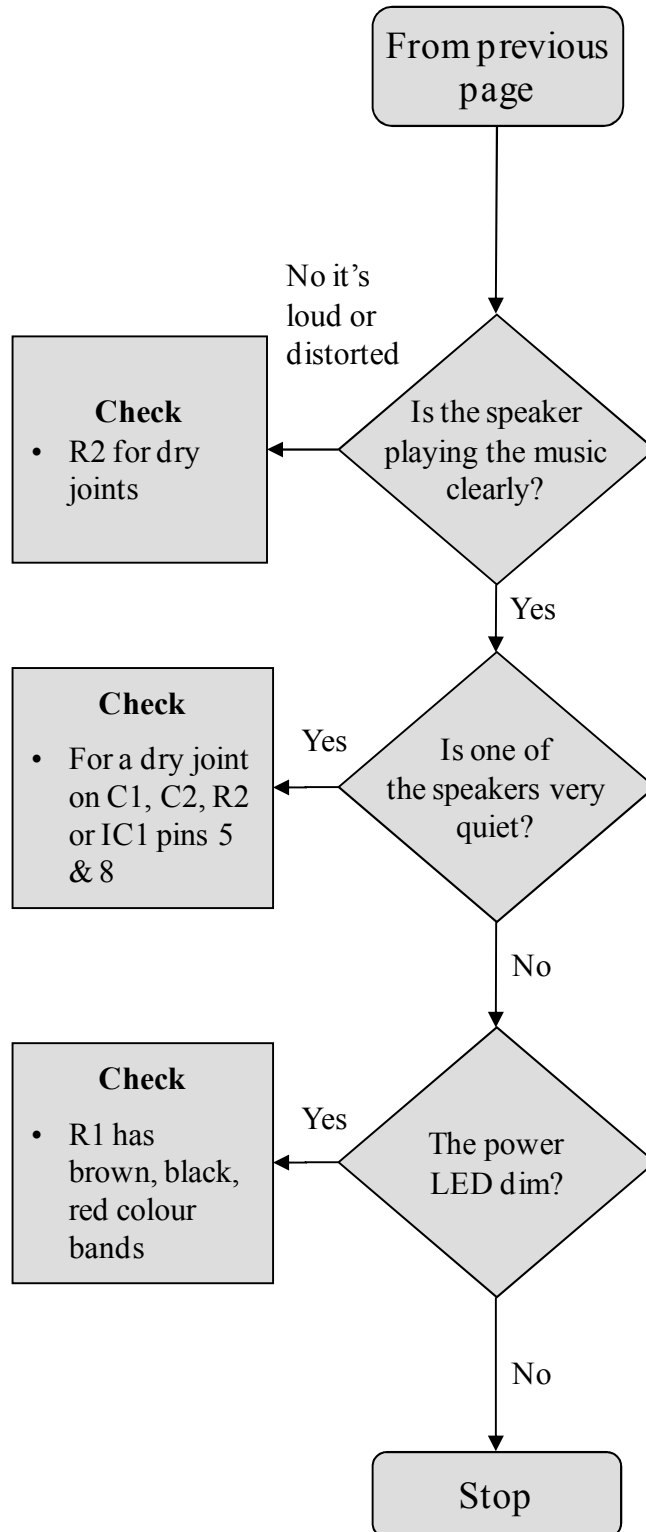 From previous
page
No it’s
loud or
distorted
Is the speaker
playing the music
clearly?
Check
• R2 for dry
joints
Yes
Is one of
the speakers very
quiet?
Yes
Check
• For a dry joint
on C1, C2, R2
or IC1 pins 5
& 8
No
The power
LED dim?
Yes
Check
• R1 has
brown, black,
red colour
bands
No
Stop